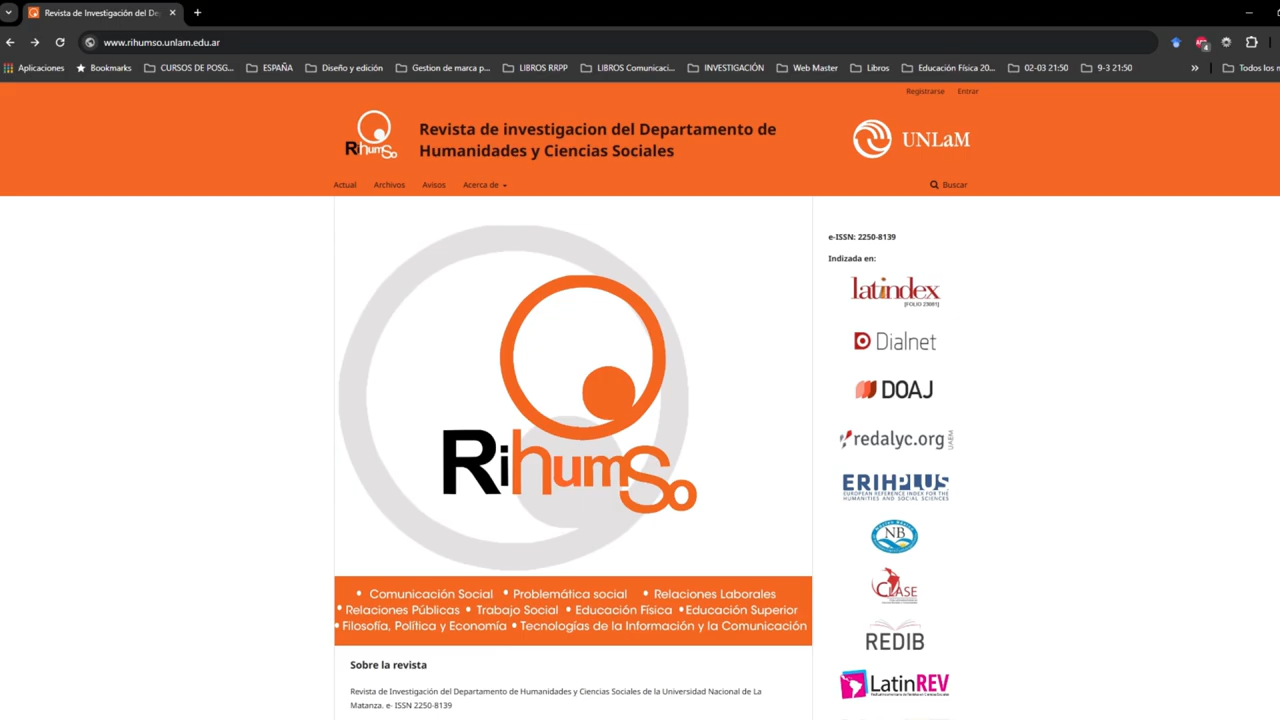 Revista de Investigación del De
www.rihumso.unlam.edu.ar
Aplicaciones Bookmarks CURSOS DE POSG... ESPAÑA Diseño y edición Gestion de marca p... LIBROS RRPP LIBROS Comunicaci... INVESTIGACIÓN Web Master Libros Educación Física 20... 02-03 21:50 9-3 21:50 » Todos los
Registrarse Entrar
RihumSo
Revista de investigacion del Departamento de
Humanidades y Ciencias Sociales
UNLaM
Actual Archivos Avisos Acerca de
Buscar
RihumSo
• Comunicación Social • Problemática social • Relaciones Laborales
• Relaciones Públicas • Trabajo Social • Educación Física • Educación Superior
• Filosofía, Política y Economía • Tecnologías de la Información y la Comunicación
Sobre la revista
Revista de Investigación del Departamento de Humanidades y Ciencias Sociales de la Universidad Nacional de La
Matanza. e- ISSN 2250-8139
e-ISSN: 2250-8139
Indizada en:
latindex
[FOLIO 23081]
Dialnet
DOAJ
redalyc.org
UAEM
ERIHPLUS
EUROPEAN REFERENCE INDEX FOR THE
HUMANITIES AND SOCIAL SCIENCES
NB
CLASE
REDIB
LatinREV